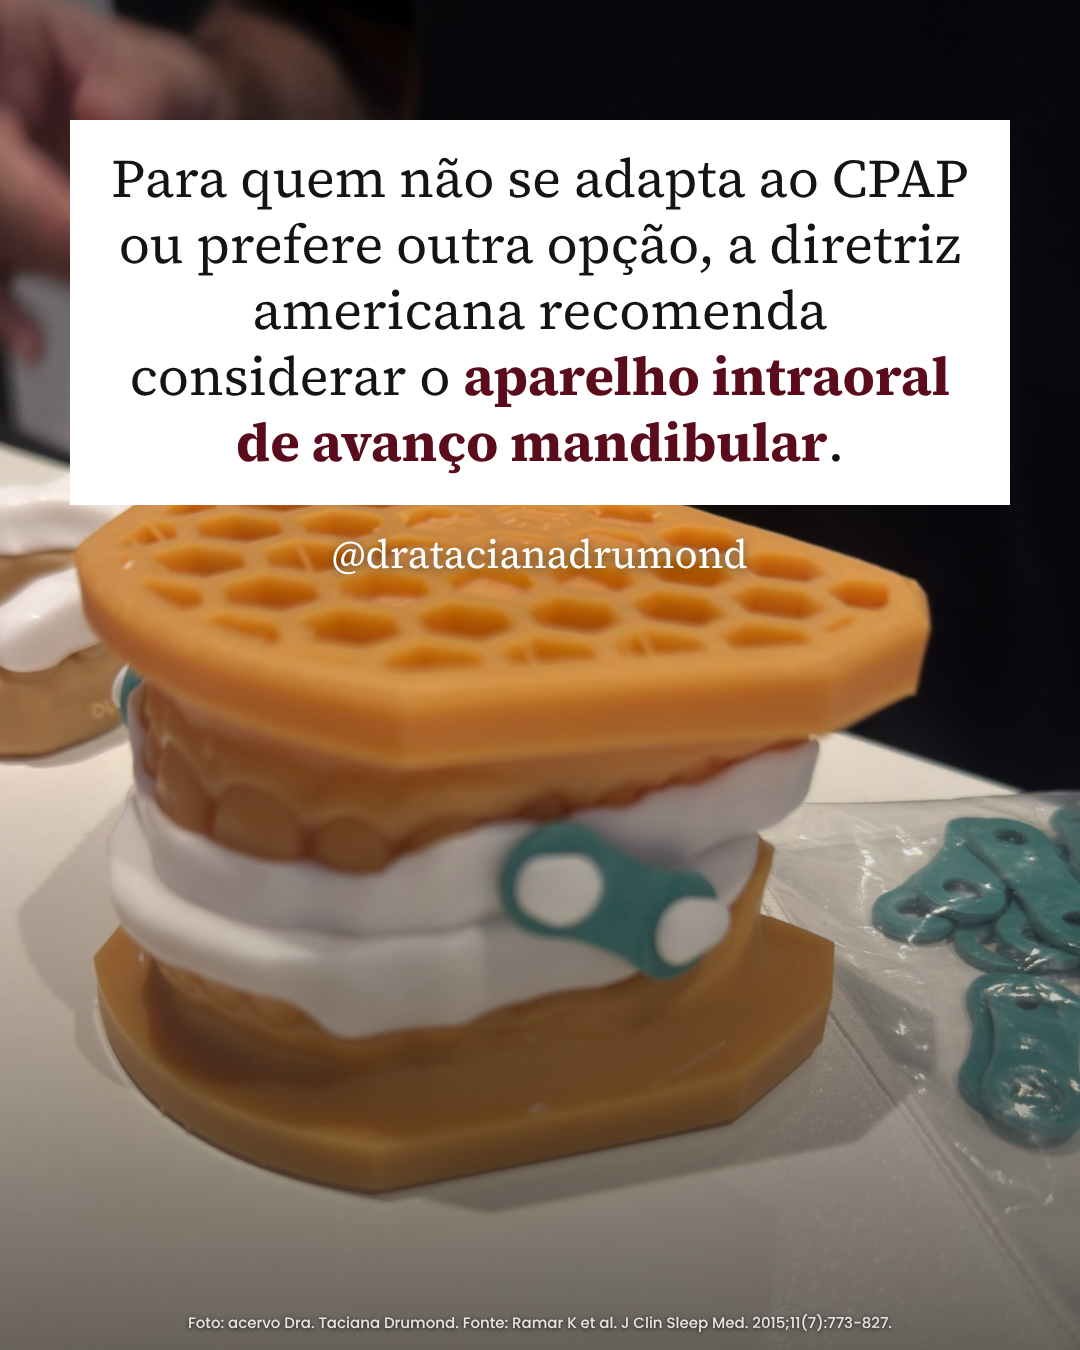 Para quem não se adapta ao CPAP
ou prefere outra opção, a diretriz
americana recomenda
considerar o aparelho intraoral
de avanço mandibular.
@dratacianadrumond
Foto: acervo Dra. Taciana Drumond. Fonte: Ramar K et al. J Clin Sleep Med. 2015;11(7):773-827.